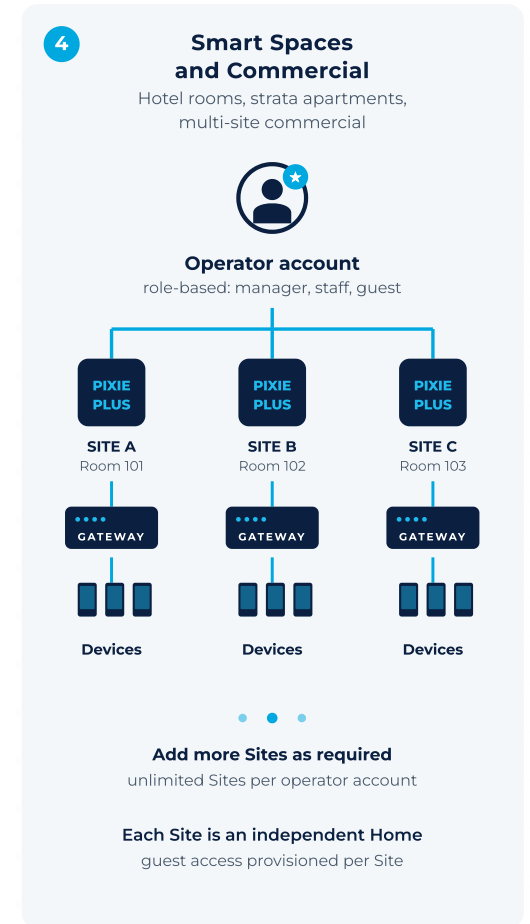 4
Smart Spaces
and Commercial
Hotel rooms, strata apartments,
multi-site commercial
Operator account
role-based: manager, staff, guest
PIXIE
PLUS
PIXIE
PLUS
PIXIE
PLUS
SITE A
SITE B
SITE C
Room 101
Room 102
Room 103
GATEWAY
GATEWAY
GATEWAY
Devices
Devices
Devices
Add more Sites as required
unlimited Sites per operator account
Each Site is an independent Home
guest access provisioned per Site